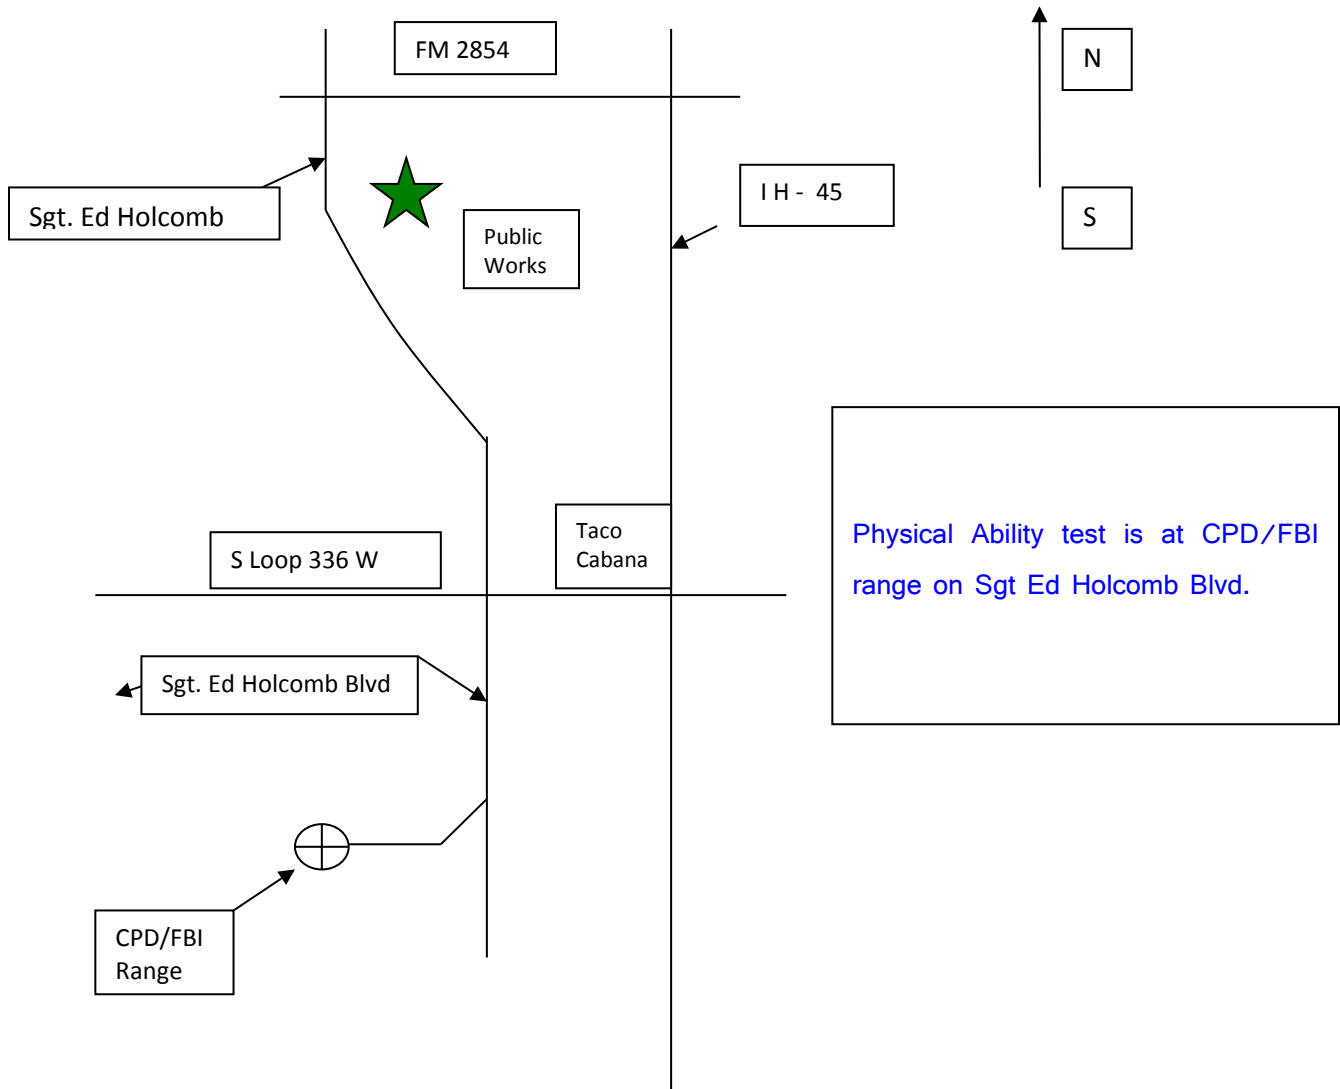 FM 2854
N
Sgt. Ed Holcomb
I H - 45
S
Public
Works
Taco
Cabana
S Loop 336 W
Physical Ability test is at CPD/FBI
range on Sgt Ed Holcomb Blvd.
Sgt. Ed Holcomb Blvd
CPD/FBI
Range